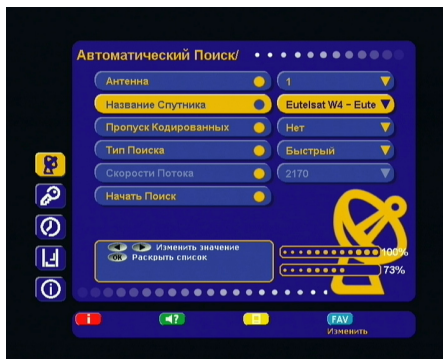 Автоматический Поиск/
Антенна 1
Название Спутника Eutelsat W4 – Eute
Пропуск Кодированных Нет
Тип Поиска Быстрый
Скорости Потока 2170
Начать Поиск
Изменить значение
OK Раскрыть список
100%
73%
i ? FAV
Изменить